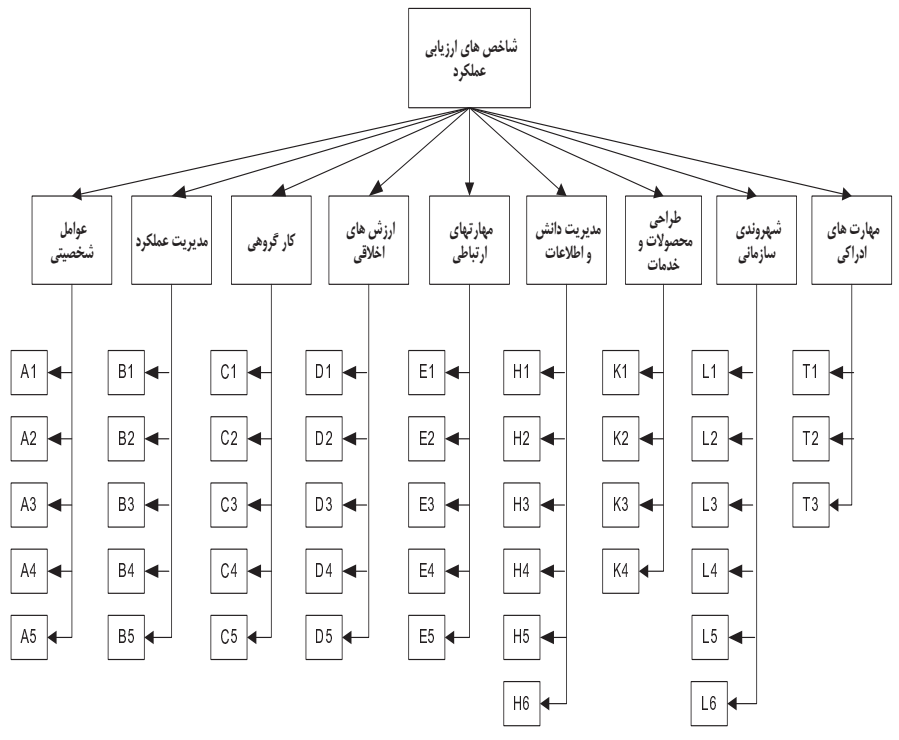 شاخص های ارزیابی
عملکرد
عوامل
شخصیتی
مدیریت عملکرد
کار گروهی
ارزش های
اخلاقی
مهارتهای
ارتباطی
مدیریت دانش
و اطلاعات
طراحی
محصولات و
خدمات
شهروندی
سازمانی
مهارت های
ادراکی
A1 B1 C1 D1 E1 H1 K1 L1 T1
A2 B2 C2 D2 E2 H2 K2 L2 T2
A3 B3 C3 D3 E3 H3 K3 L3 T3
A4 B4 C4 D4 E4 H4 K4 L4
A5 B5 C5 D5 E5 H5 L5
H6 L6